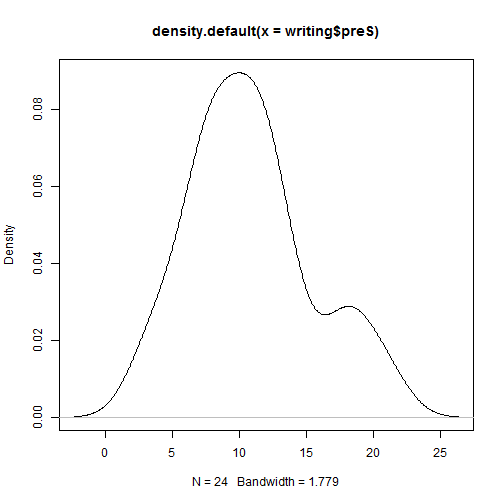 density.default(x = writing$preS)
Density
0.00
0.02
0.04
0.06
0.08
0 5 10 15 20 25
N = 24 Bandwidth = 1.779